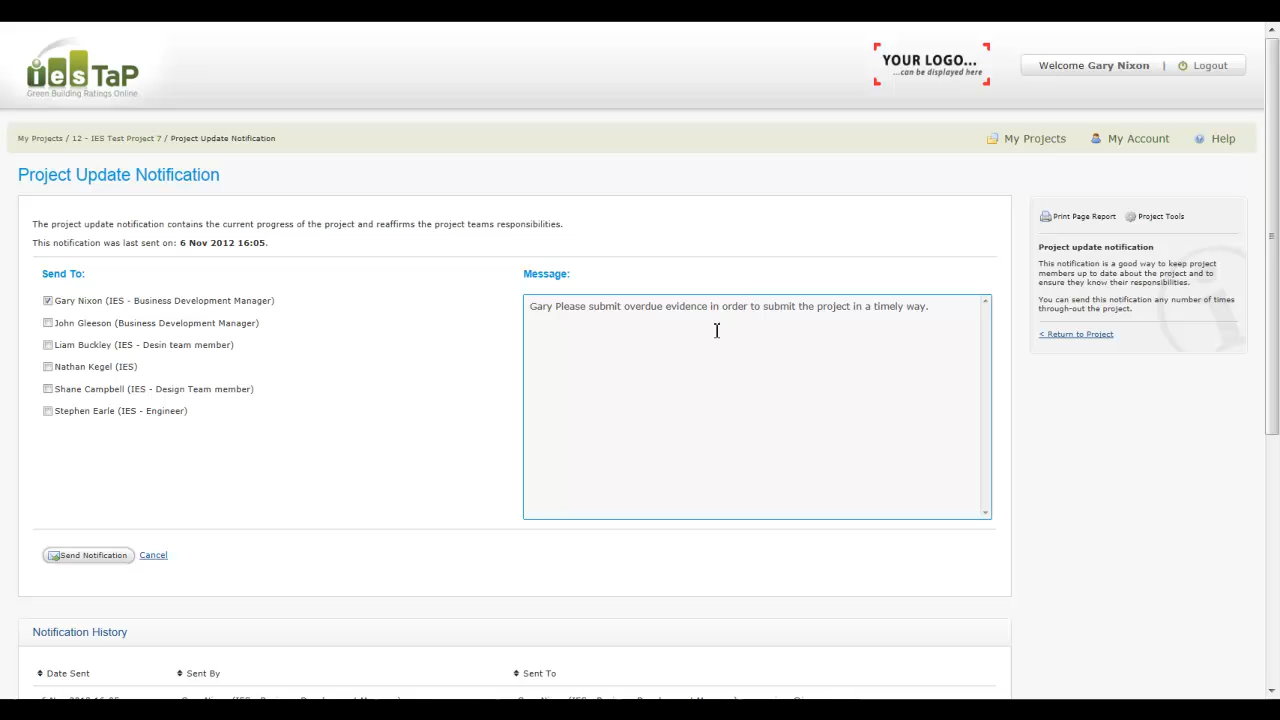 iesTaP
Green Building Ratings Online.
YOUR LOGO...
...can be displayed here
Welcome Gary Nixon | Logout
My Projects / 12 - IES Test Project 7 / Project Update Notification
My Projects My Account Help
Project Update Notification
The project update notification contains the current progress of the project and reaffirms the project teams responsibilities.
This notification was last sent on: 6 Nov 2012 16:05.
Send To:
Gary Nixon (IES - Business Development Manager)
John Gleeson (Business Development Manager)
Liam Buckley (IES - Desin team member)
Nathan Kegel (IES)
Shane Campbell (IES - Design Team member)
Stephen Earle (IES - Engineer)
Message:
Gary Please submit overdue evidence in order to submit the project in a timely way.
Send Notification Cancel
Print Page Report Project Tools
Project update notification
This notification is a good way to keep project
members up to date about the project and to
ensure they know their responsibilities.
You can send this notification any number of times
through-out the project.
< Return to Project
Notification History
Date Sent Sent By Sent To